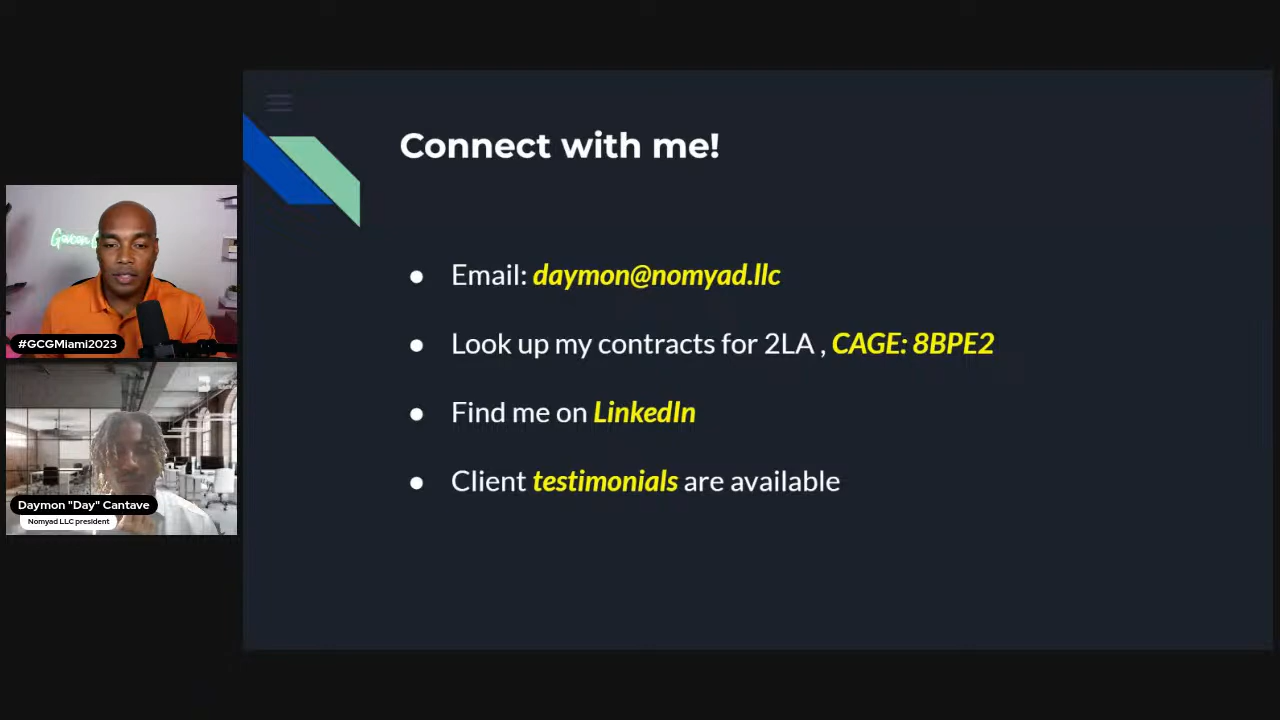 Connect with me!
● Email: daymon@nomyad.llc
● Look up my contracts for 2LA , CAGE: 8BPE2
● Find me on LinkedIn
● Client testimonials are available
#GCGMiami2023
Daymon "Day" Cantave
Nomyad LLC president